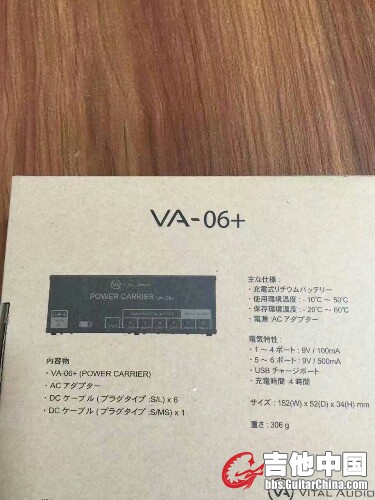 VA-06+
VITAL AUDIO
POWER CARRIER VA-06+
主な仕様:
・充電式リチウムバッテリー
・使用環境温度: -10℃ ~ 50℃
・保存環境温度: -20℃ ~ 60℃
・電源:ACアダプター
電気特性:
・1 ~ 4 ポート: 9V / 100mA
・5 ~ 6 ポート: 9V / 500mA
・USB チャージポート
・充電時間:4 時間
サイズ: 152(W) x 52(D) x 34(H) mm
重さ: 306 g
内容物
・VA-06+ (POWER CARRIER)
・AC アダプター
・DC ケーブル ( プラグタイプ :S/L ) x 6
・DC ケーブル ( プラグタイプ :S/MS ) x 1
VITAL AUDIO
吉他中国
bbs.GuitarChina.com